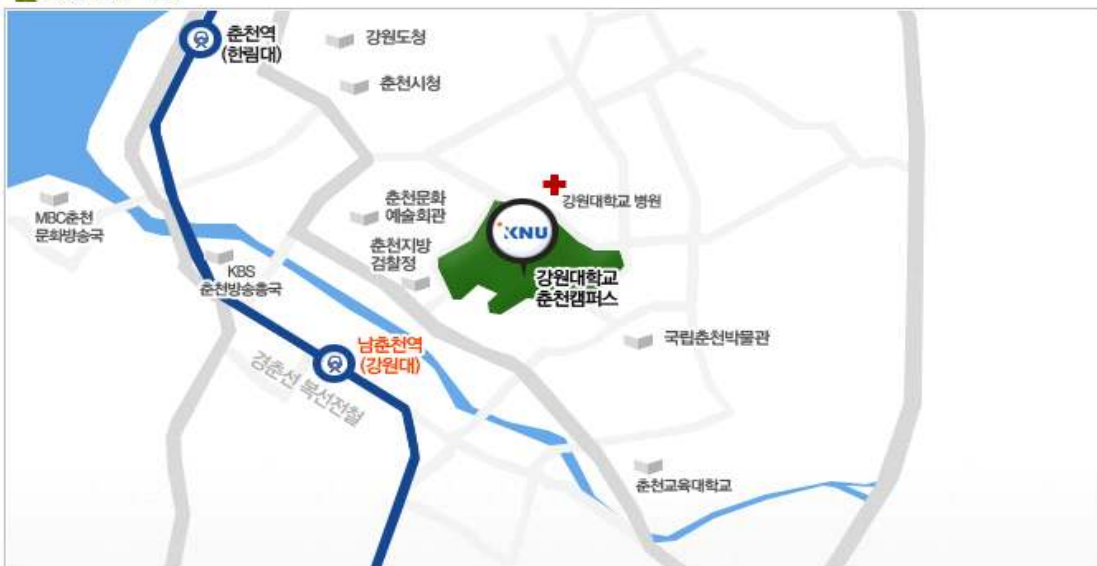 춘천역
(한림대)
강원도청
춘천시청
MBC춘천
문화방송국
춘천문화
예술회관
강원대학교 병원
KNU
춘천지방
검찰정
KBS
춘천방송총국
강원대학교
춘천캠퍼스
남춘천역
(강원대)
국립춘천박물관
경춘선 복선전철
춘천교육대학교